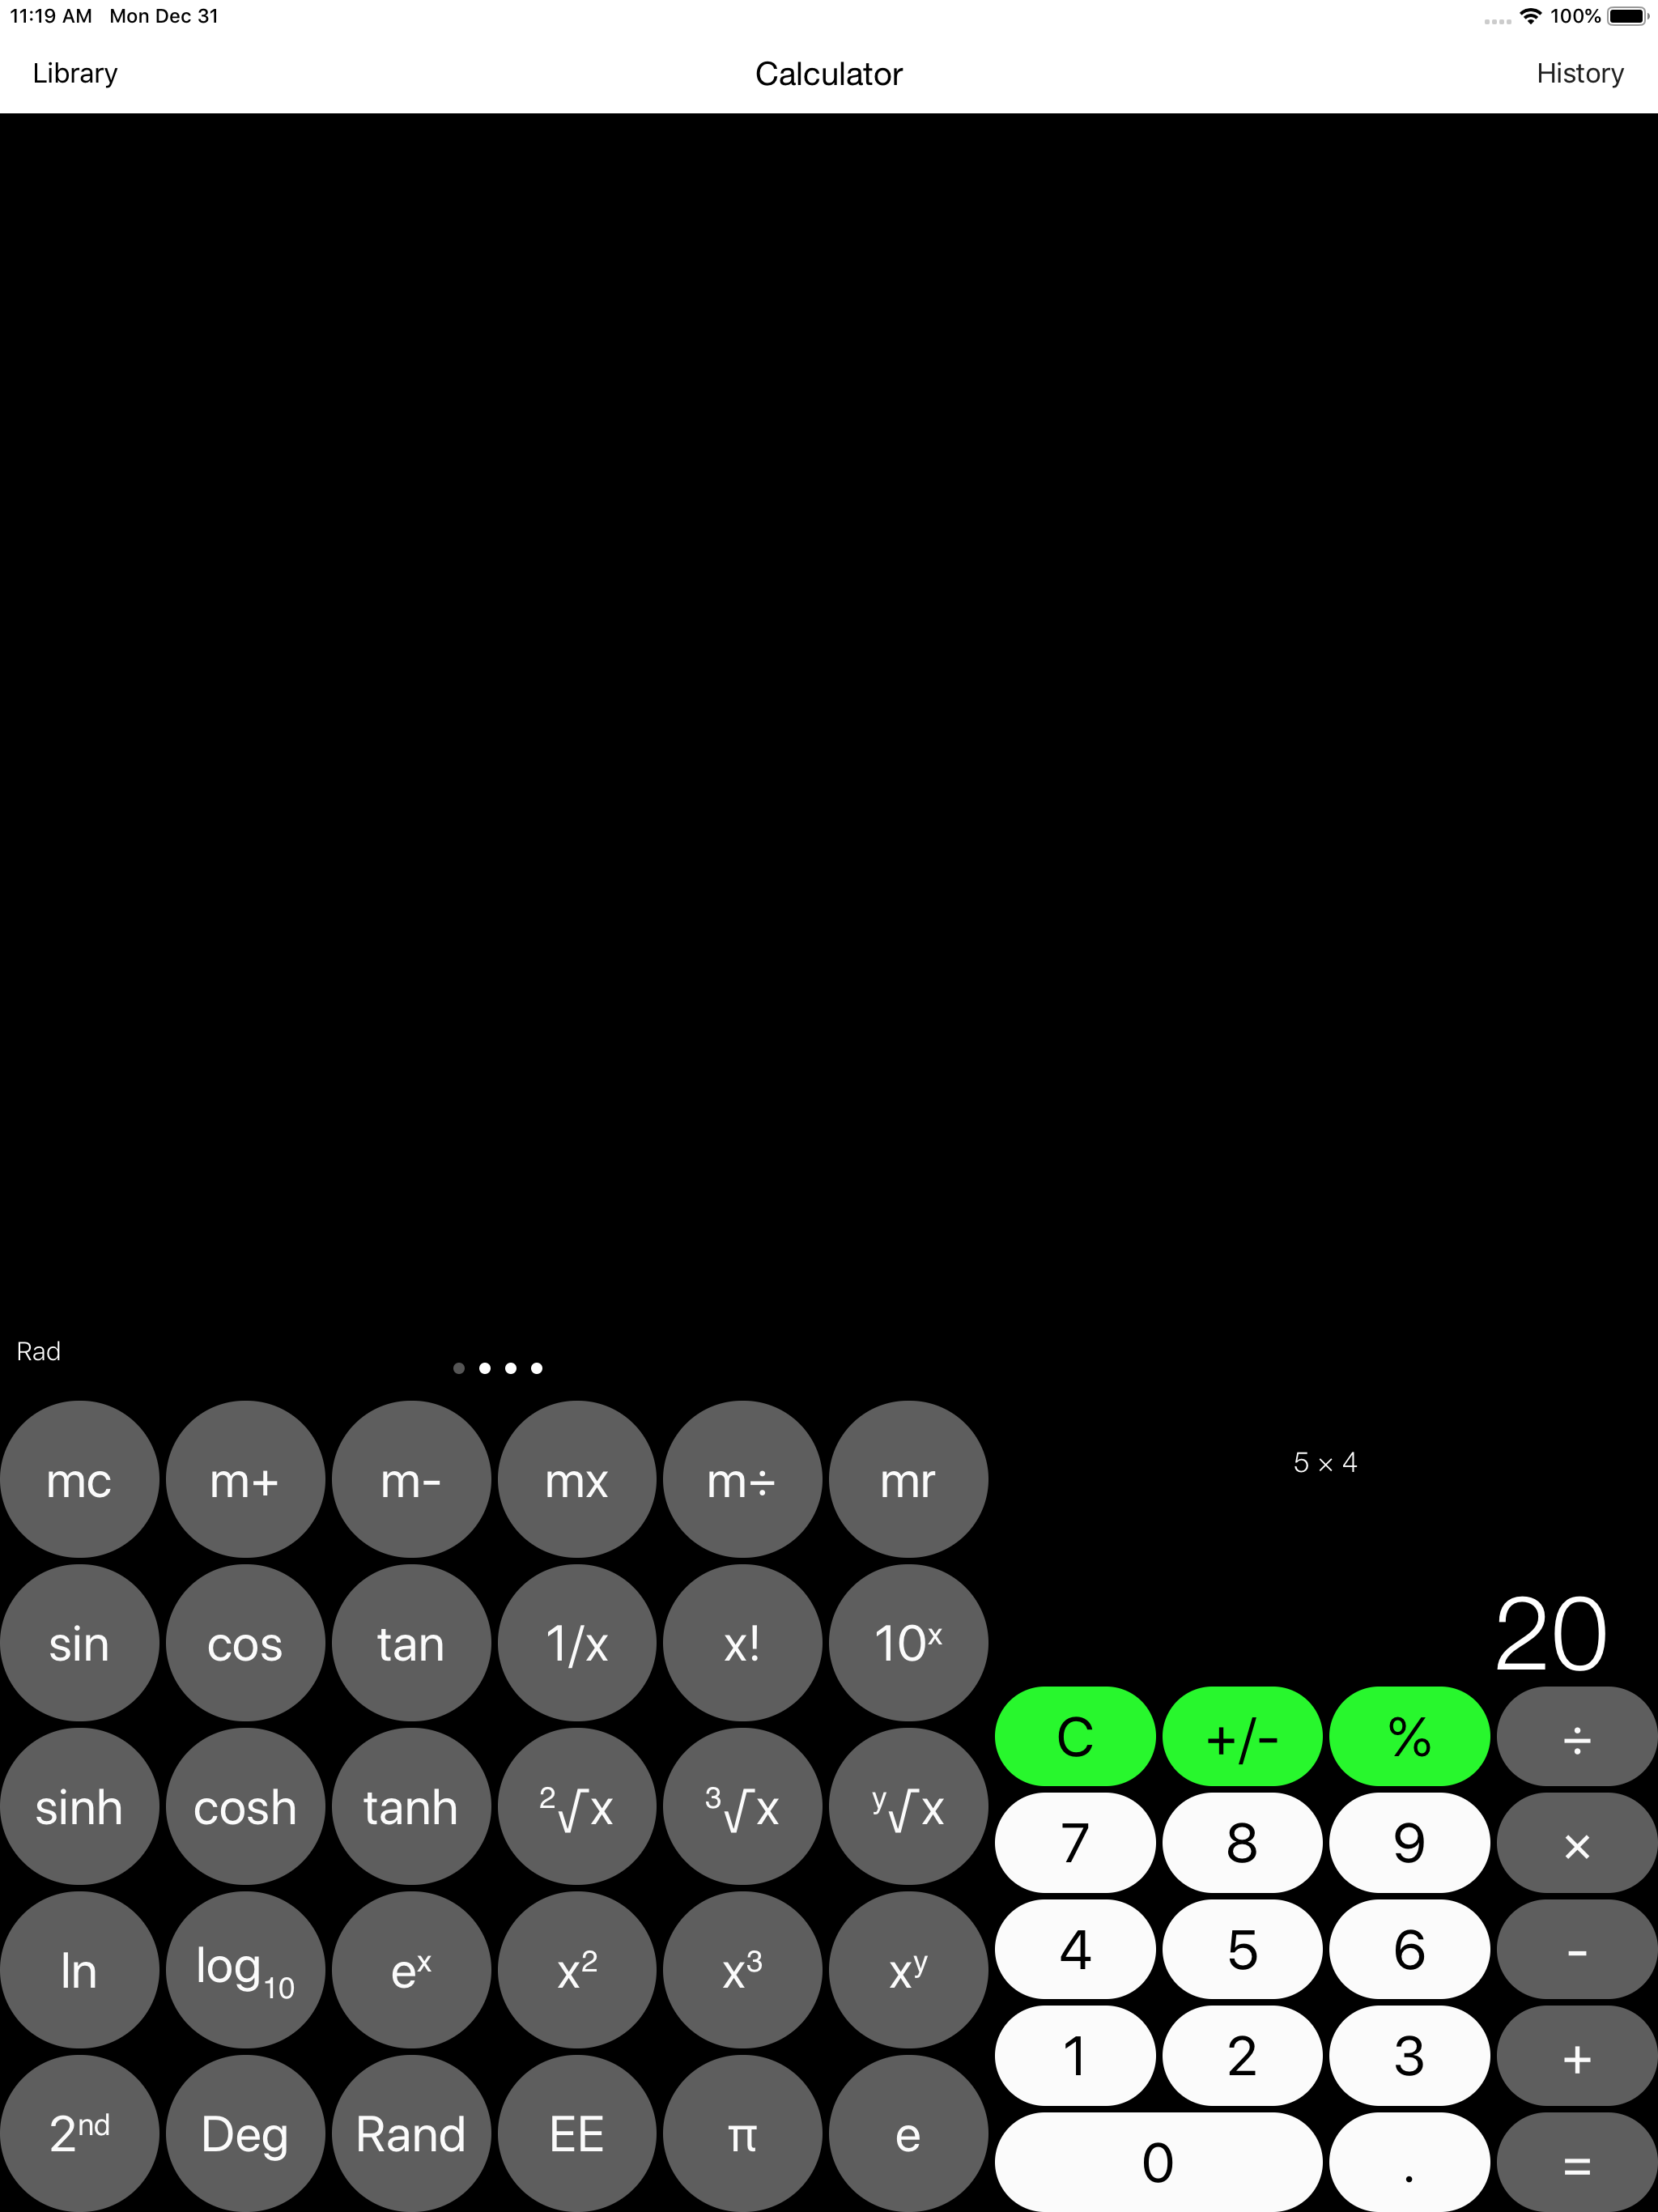 11:19 AM Mon Dec 31 100%
Library Calculator History
Rad
5 × 4
20
mc m+ m- mx m÷ mr
sin cos tan 1/x x! 10ˣ
sinh cosh tanh ²√x ³√x ʸ√x
ln log₁₀ eˣ x² x³ xʸ
2ⁿᵈ Deg Rand EE π e
C +/- % ÷
7 8 9 ×
4 5 6 -
1 2 3 +
0 . =